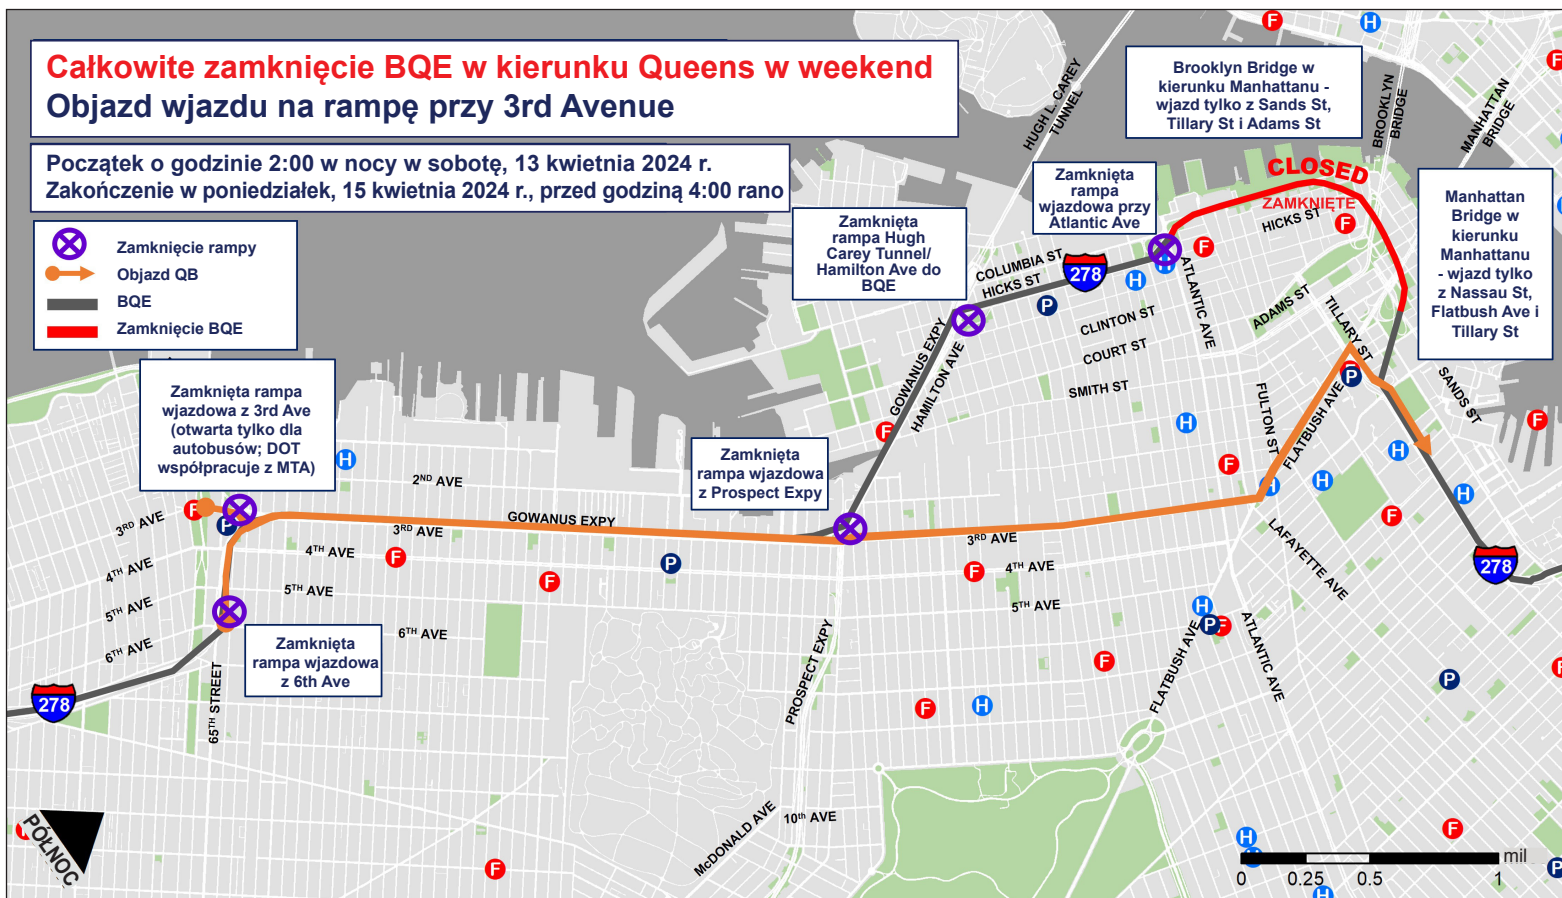 Całkowite zamknięcie BQE w kierunku Queens w weekend
Objazd wjazdu na rampę przy 3rd Avenue
Początek o godzinie 2:00 w nocy w sobotę, 13 kwietnia 2024 r.
Zakończenie w poniedziałek, 15 kwietnia 2024 r., przed godziną 4:00 rano
Zamknięcie rampy
Objazd QB
BQE
Zamknięcie BQE
Brooklyn Bridge w
kierunku Manhattanu -
wjazd tylko z Sands St,
Tillary St i Adams St
Manhattan
Bridge w
kierunku
Manhattanu
- wjazd tylko
z Nassau St,
Flatbush Ave i
Tillary St
Zamknięta
rampa
wjazdowa przy
Atlantic Ave
Zamknięta
rampa Hugh
Carey Tunnel/
Hamilton Ave do
BQE
Zamknięta rampa
wjazdowa z 3rd Ave
(otwarta tylko dla
autobusów; DOT
współpracuje z MTA)
Zamknięta
rampa wjazdowa
z Prospect Expy
Zamknięta
rampa wjazdowa
z 6th Ave
HUGH L. CAREY
TUNNEL
BROOKLYN
BRIDGE
MANHATTAN
BRIDGE
CLOSED
ZAMKNIĘTE
HICKS ST
COLUMBIA ST
HICKS ST
278
CLINTON ST
COURT ST
SMITH ST
ATLANTIC AVE
ADAMS ST
TILLARY ST
SANDS ST
FULTON ST
FLATBUSH AVE
GOWANUS EXPY
HAMILTON AVE
2ND AVE
GOWANUS EXPY
3RD AVE
4TH AVE
5TH AVE
6TH AVE
3RD AVE
4TH AVE
5TH AVE
6TH AVE
3RD AVE
4TH AVE
5TH AVE
LAFAYETTE AVE
278
ATLANTIC AVE
FLATBUSH AVE
PROSPECT EXPY
65TH STREET
278
10th AVE
McDONALD AVE
PÓŁNOC
mil
0 0.25 0.5 1
F
H
F
F
F
H
H
P
F
H
F
H
F
H
H
H
H
F
P
F
H
F
P
F
F
P
F
H
P
F
F
P
F
H
F
F
H
H
F
P
H
F